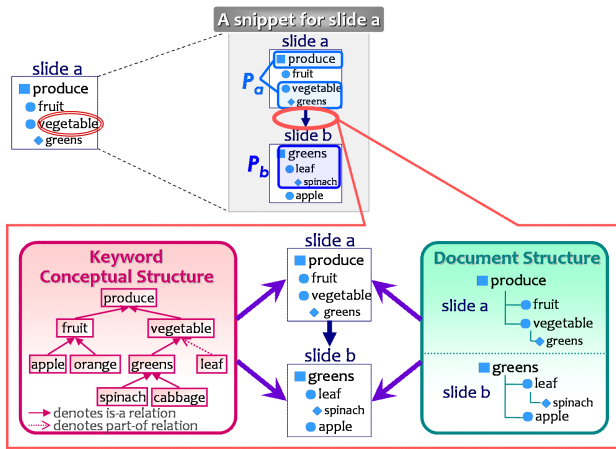 A snippet for slide a
slide a
produce
fruit
vegetable
greens
slide a
produce
fruit
vegetable
greens
Pa
slide b
greens
leaf
spinach
apple
Pb
Keyword
Conceptual Structure
produce
fruit
vegetable
apple
orange
greens
leaf
spinach
cabbage
denotes is-a relation
denotes part-of relation
slide a
produce
fruit
vegetable
greens
slide b
greens
leaf
spinach
apple
Document Structure
produce
slide a
fruit
vegetable
greens
greens
slide b
leaf
spinach
apple